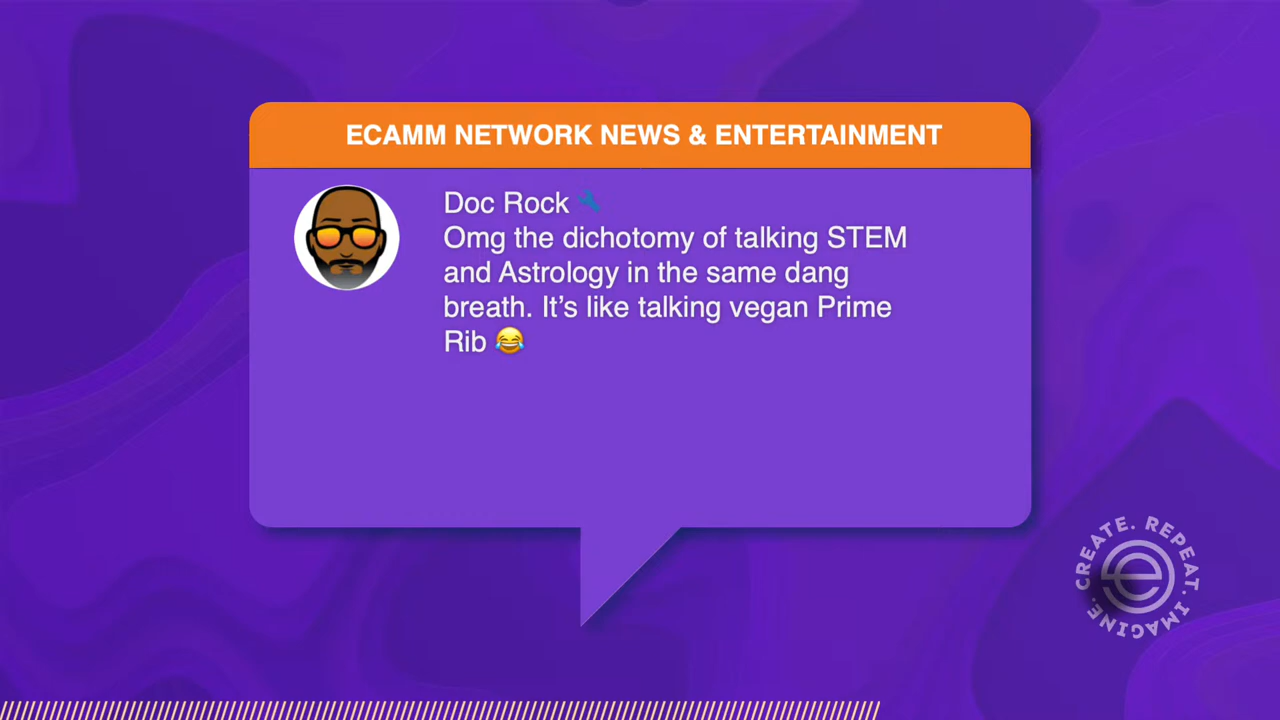 ECAMM NETWORK NEWS & ENTERTAINMENT
Doc Rock 🔧
Omg the dichotomy of talking STEM
and Astrology in the same dang
breath. It’s like talking vegan Prime
Rib 😂
CREATE. REPEAT. IMAGINE.
e